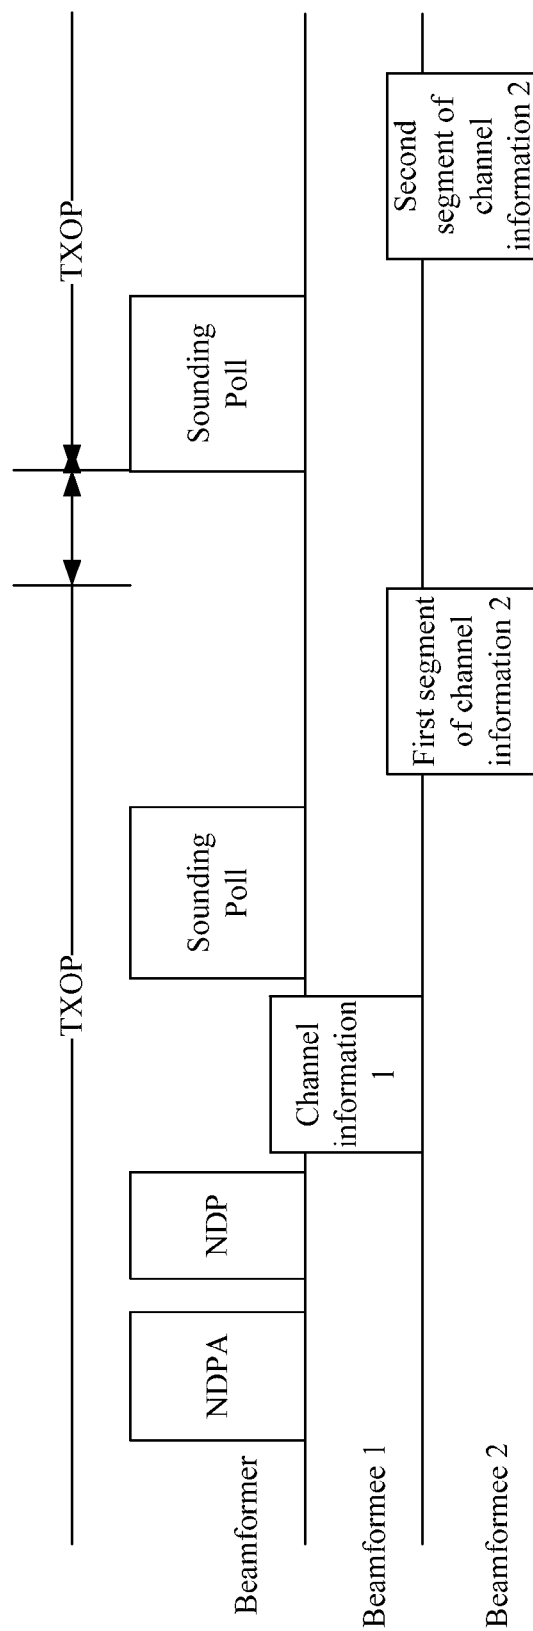 TXOP
TXOP
Beamformer
NDPA
NDP
Sounding
Poll
Sounding
Poll
Beamformee 1
Channel
information
1
Beamformee 2
First segment
of channel
information 2
Second
segment of
channel
information 2